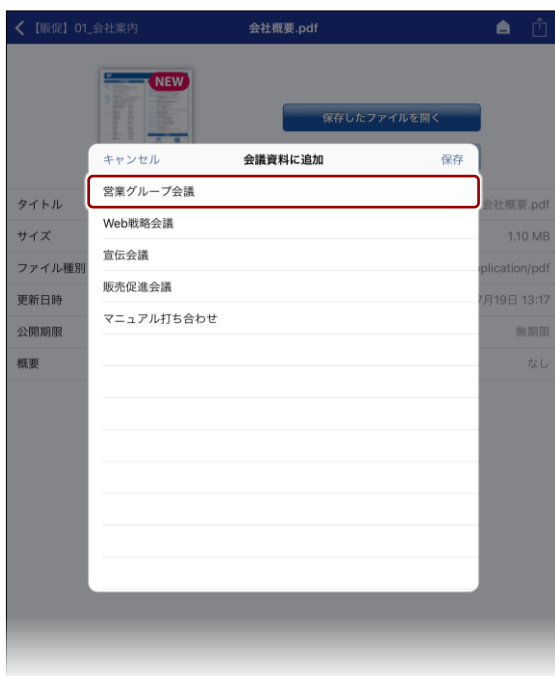 【販促】01_会社案内
会社概要.pdf
NEW
保存したファイルを開く
キャンセル
会議資料に追加
保存
営業グループ会議
Web戦略会議
宣伝会議
販売促進会議
マニュアル打ち合わせ
タイトル
会社概要.pdf
サイズ
1.10 MB
ファイル種別
plication/pdf
更新日時
7月19日 13:17
公開期限
無期限
概要
なし